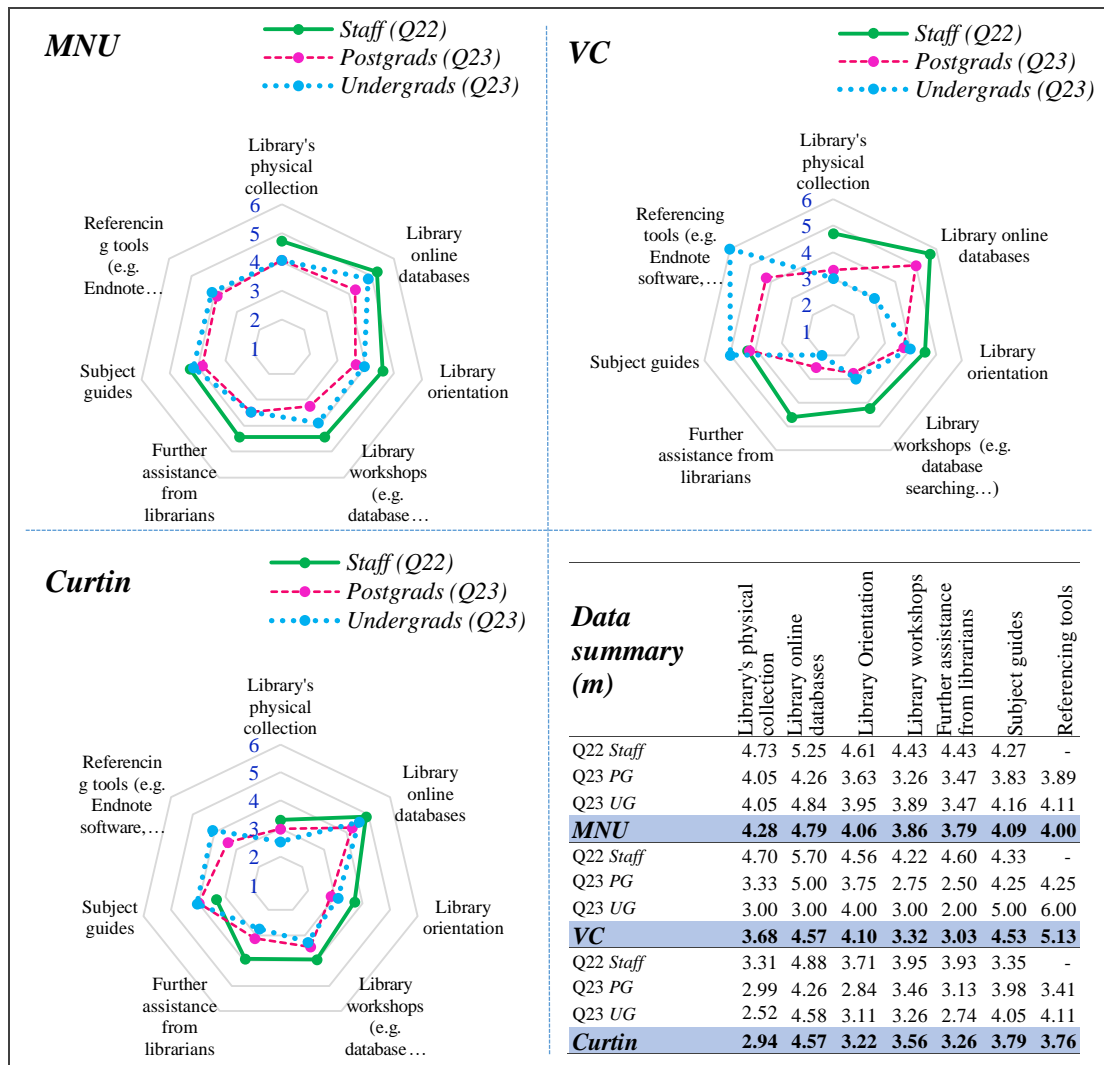 MNU
Staff (Q22)
Postgrads (Q23)
Undergrads (Q23)
Library's
physical
collection
Library
online
databases
Library
orientation
Library
workshops
(e.g.
database…
Further
assistance
from
librarians
Subject
guides
Referencin
g tools
(e.g.
Endnote…
6
5
4
3
2
1
VC
Staff (Q22)
Postgrads (Q23)
Undergrads (Q23)
Library's
physical
collection
Library online
databases
Library
orientation
Library
workshops (e.g.
database
searching…)
Further
assistance from
librarians
Subject guides
Referencing
tools (e.g.
Endnote
software,…
6
5
4
3
2
1
Curtin
Staff (Q22)
Postgrads (Q23)
Undergrads (Q23)
Library's
physical
collection
Library
online
databases
Library
orientation
Library
workshops
(e.g.
database…
Further
assistance
from
librarians
Subject
guides
Referencin
g tools (e.g.
Endnote
software,…
6
5
4
3
2
1
Data
summary
(m)
Library's physical
collection
Library online
databases
Library Orientation
Library workshops
Further assistance
from librarians
Subject guides
Referencing tools
Q22 Staff 4.73 5.25 4.61 4.43 4.43 4.27 -
Q23 PG 4.05 4.26 3.63 3.26 3.47 3.83 3.89
Q23 UG 4.05 4.84 3.95 3.89 3.47 4.16 4.11
MNU 4.28 4.79 4.06 3.86 3.79 4.09 4.00
Q22 Staff 4.70 5.70 4.56 4.22 4.60 4.33 -
Q23 PG 3.33 5.00 3.75 2.75 2.50 4.25 4.25
Q23 UG 3.00 3.00 4.00 3.00 2.00 5.00 6.00
VC 3.68 4.57 4.10 3.32 3.03 4.53 5.13
Q22 Staff 3.31 4.88 3.71 3.95 3.93 3.35 -
Q23 PG 2.99 4.26 2.84 3.46 3.13 3.98 3.41
Q23 UG 2.52 4.58 3.11 3.26 2.74 4.05 4.11
Curtin 2.94 4.57 3.22 3.56 3.26 3.79 3.76